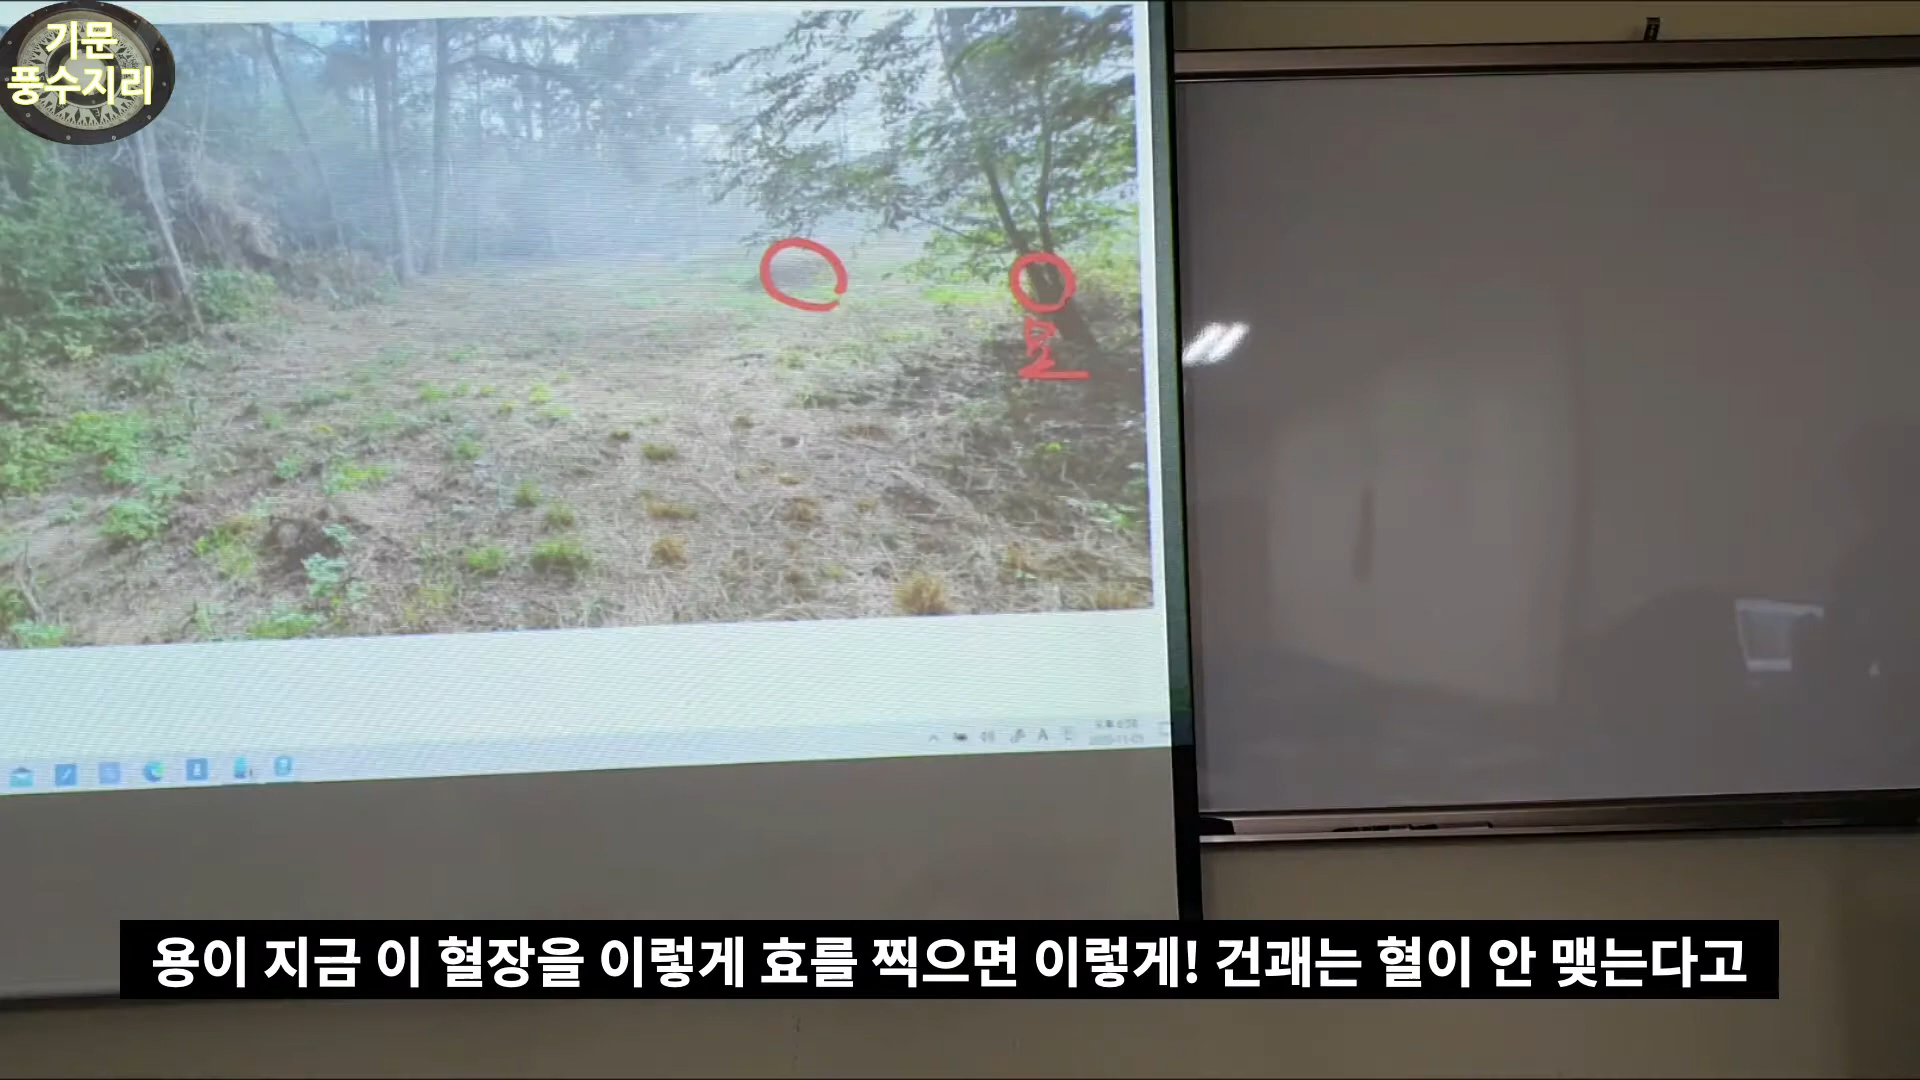 기문
풍수지리
묘
용이 지금 이 혈장을 이렇게 효를 찍으면 이렇게! 건괘는 혈이 안 맺는다고